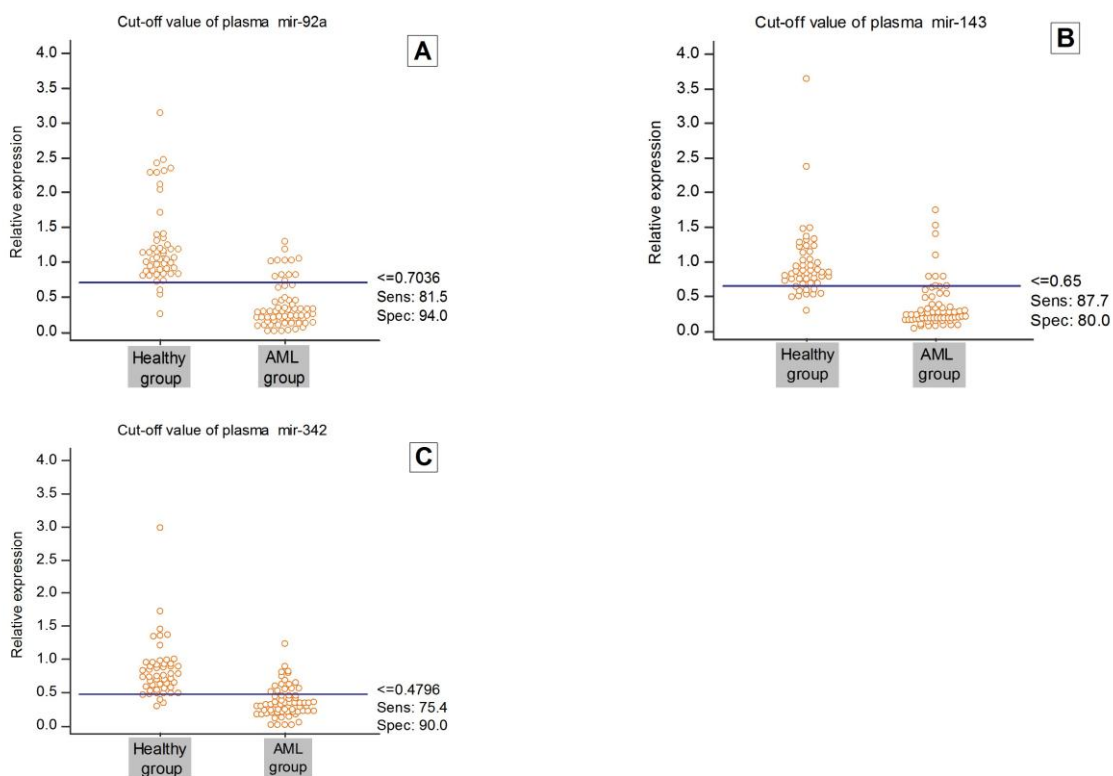 Cut-off value of plasma mir-92a
A
Relative expression
4.0
3.5
3.0
2.5
2.0
1.5
1.0
0.5
0.0
<=0.7036
Sens: 81.5
Spec: 94.0
Healthy group
AML group
Cut-off value of plasma mir-143
B
Relative expression
4.0
3.5
3.0
2.5
2.0
1.5
1.0
0.5
0.0
<=0.65
Sens: 87.7
Spec: 80.0
Healthy group
AML group
Cut-off value of plasma mir-342
C
Relative expression
4.0
3.5
3.0
2.5
2.0
1.5
1.0
0.5
0.0
<=0.4796
Sens: 75.4
Spec: 90.0
Healthy group
AML group